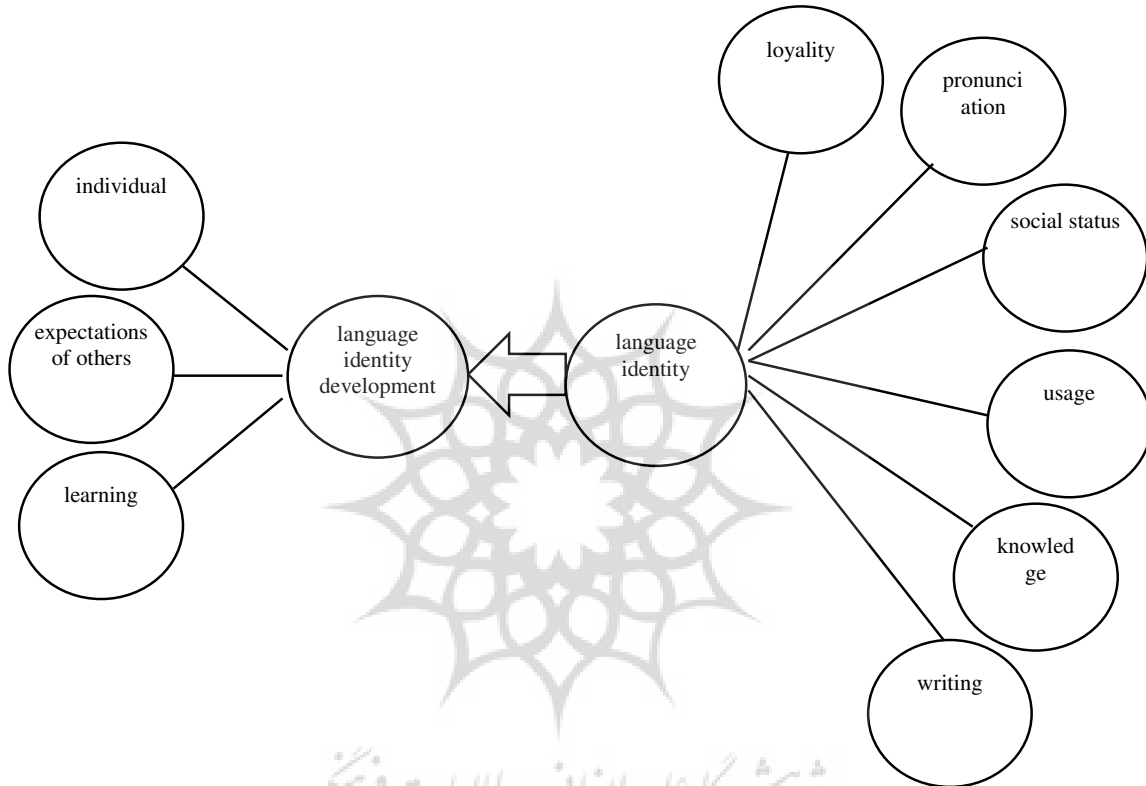 loyality
pronunci
ation
individual
social status
expectations
of others
language
identity
development
language
identity
usage
learning
knowled
ge
writing